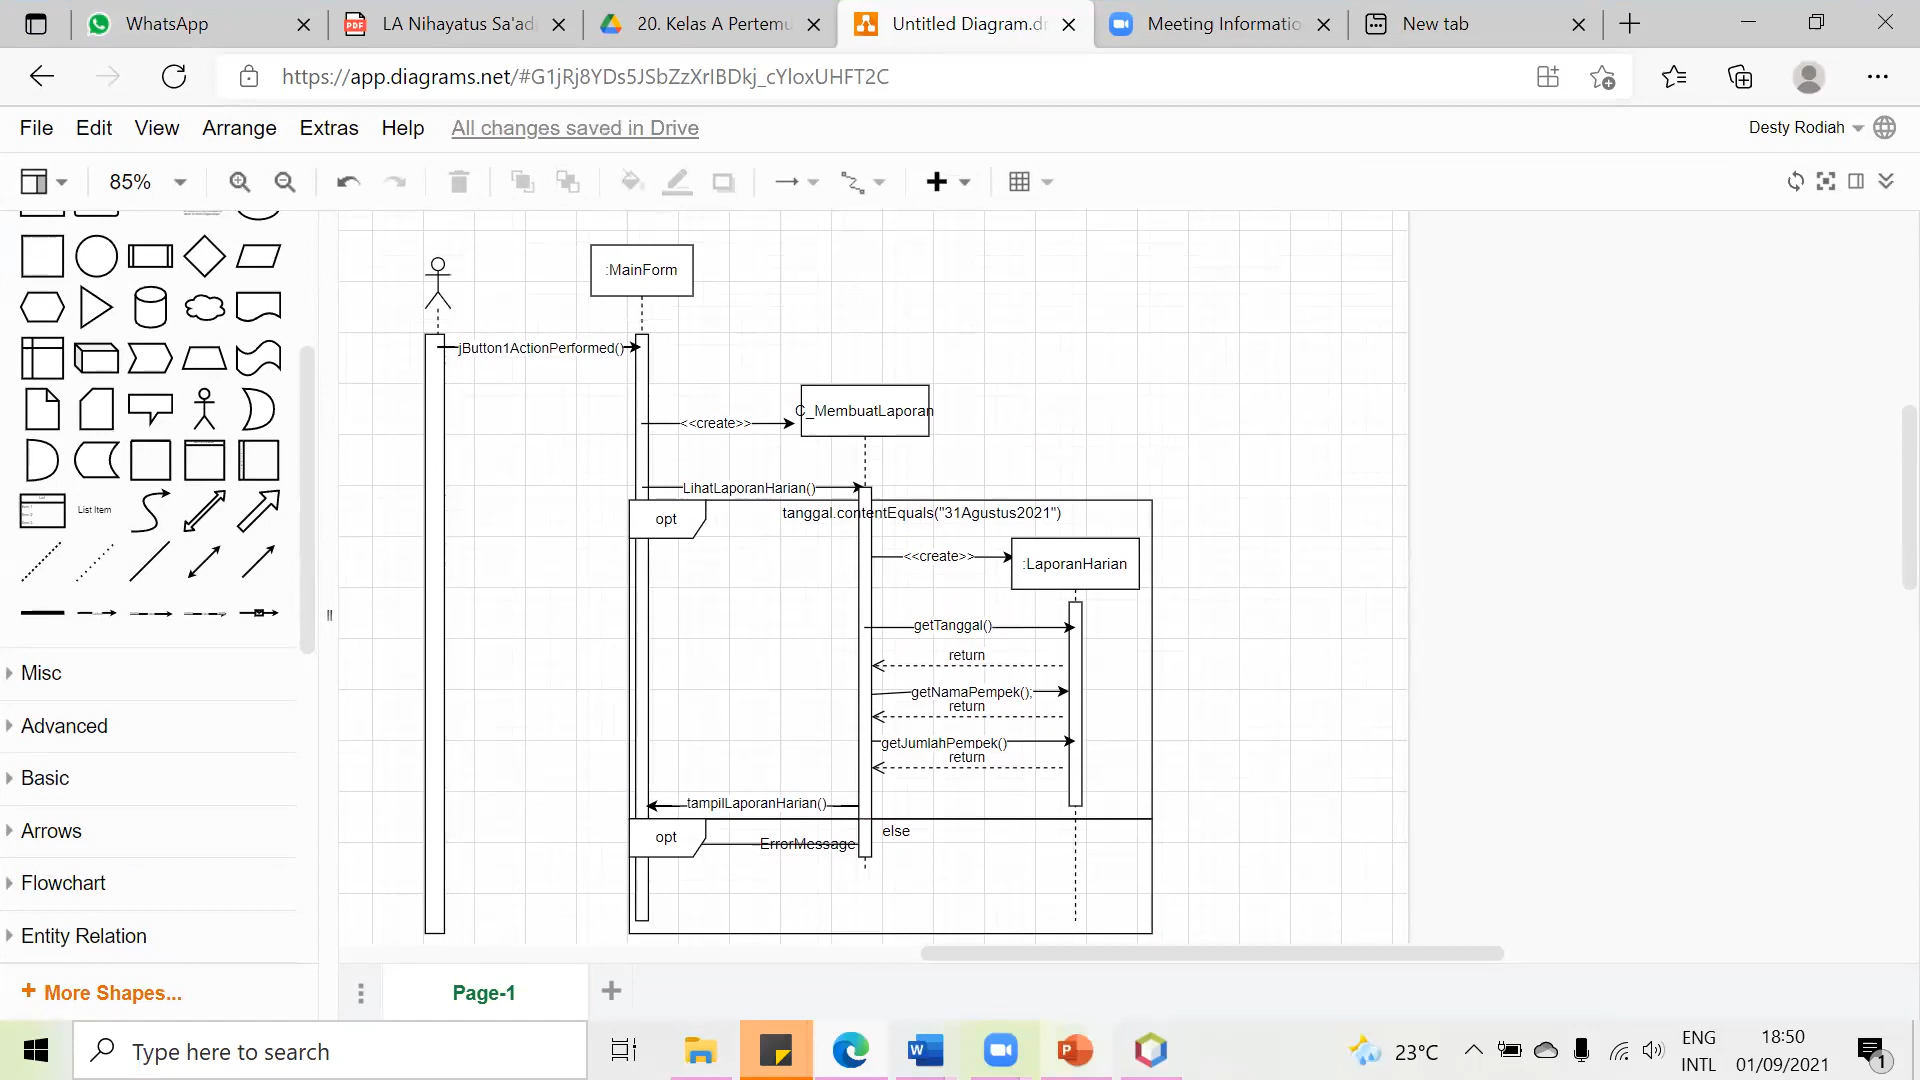 WhatsApp
LA Nihayatus Sa'ad
20. Kelas A Pertemu
Untitled Diagram.dr
Meeting Informatio
New tab
https://app.diagrams.net/#G1jRj8YDs5JSbZzXrIBDkj_cYloxUHFT2C
File Edit View Arrange Extras Help All changes saved in Drive
Desty Rodiah
85%
List Item
Misc
Advanced
Basic
Arrows
Flowchart
Entity Relation
+ More Shapes...
:MainForm
jButton1ActionPerformed()
C_MembuatLaporan
<<create>>
LihatLaporanHarian()
opt
tanggal.contentEquals("31Agustus2021")
<<create>>
:LaporanHarian
getTanggal()
return
getNamaPempek();
return
getJumlahPempek()
return
tampilLaporanHarian()
opt
else
ErrorMessage
Page-1
Type here to search
23°C
ENG
INTL
18:50
01/09/2021
1